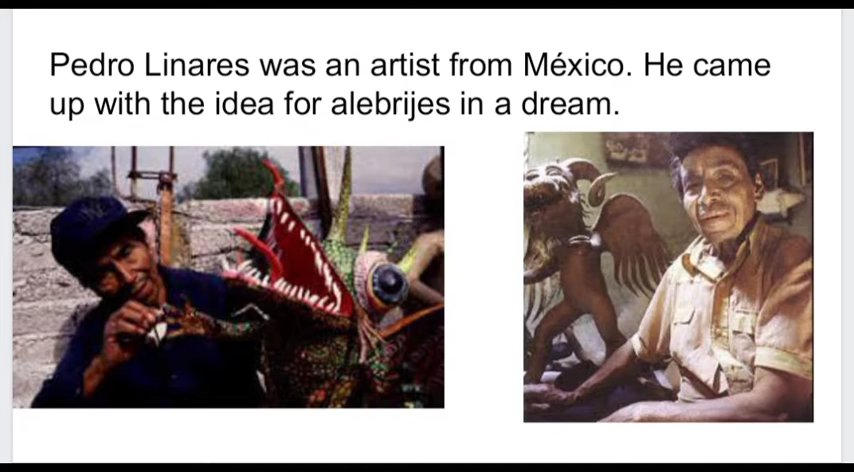 Pedro Linares was an artist from México. He came
up with the idea for alebrijes in a dream.